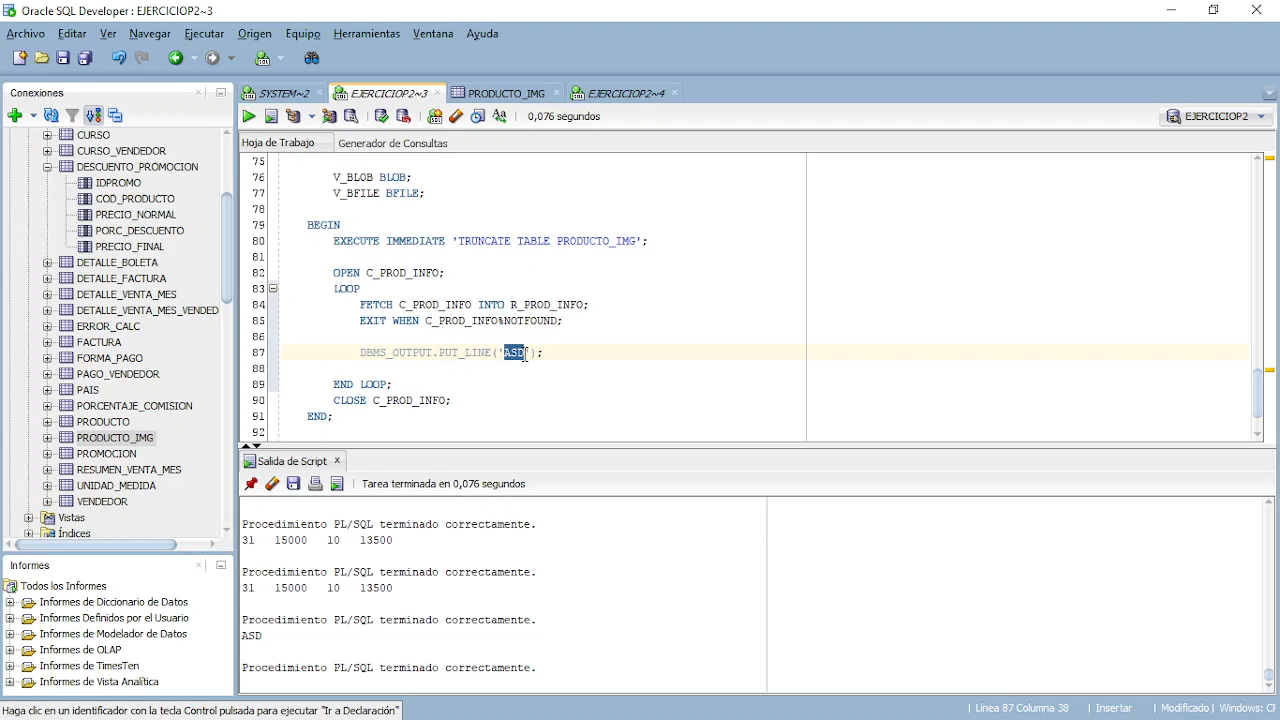 Oracle SQL Developer : EJERCICIOP2~3
Archivo Editar Ver Navegar Ejecutar Origen Equipo Herramientas Ventana Ayuda
Conexiones
SYSTEM~2 EJERCICIOP2~3 PRODUCTO_IMG EJERCICIOP2~4
0,076 segundos
EJERCICIOP2
Hoja de Trabajo Generador de Consultas
CURSO
CURSO_VENDEDOR
DESCUENTO_PROMOCION
IDPROMO
COD_PRODUCTO
PRECIO_NORMAL
PORC_DESCUENTO
PRECIO_FINAL
DETALLE_BOLETA
DETALLE_FACTURA
DETALLE_VENTA_MES
DETALLE_VENTA_MES_VENDED
ERROR_CALC
FACTURA
FORMA_PAGO
PAGO_VENDEDOR
PAIS
PORCENTAJE_COMISION
PRODUCTO
PRODUCTO_IMG
PROMOCION
RESUMEN_VENTA_MES
UNIDAD_MEDIDA
VENDEDOR
Vistas
Índices
75
76 V_BLOB BLOB;
77 V_BFILE BFILE;
78
79 BEGIN
80 EXECUTE IMMEDIATE 'TRUNCATE TABLE PRODUCTO_IMG';
81
82 OPEN C_PROD_INFO;
83 LOOP
84 FETCH C_PROD_INFO INTO R_PROD_INFO;
85 EXIT WHEN C_PROD_INFO%NOTFOUND;
86
87 DBMS_OUTPUT.PUT_LINE('ASD');
88
89 END LOOP;
90 CLOSE C_PROD_INFO;
91 END;
92
Salida de Script
Tarea terminada en 0,076 segundos
Procedimiento PL/SQL terminado correctamente.
31 15000 10 13500
Procedimiento PL/SQL terminado correctamente.
31 15000 10 13500
Procedimiento PL/SQL terminado correctamente.
ASD
Procedimiento PL/SQL terminado correctamente.
Informes
Todos los Informes
Informes de Diccionario de Datos
Informes Definidos por el Usuario
Informes de Modelador de Datos
Informes de OLAP
Informes de TimesTen
Informes de Vista Analítica
Haga clic en un identificador con la tecla Control pulsada para ejecutar "Ir a Declaración"
Línea 87 Columna 38 Insertar Modificado Windows: CF